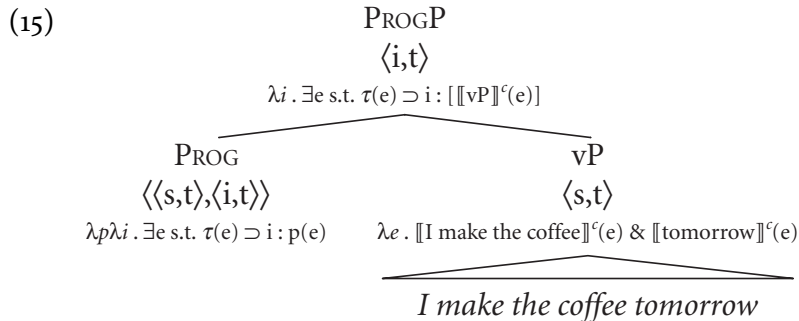 (15)
PROGP
⟨i,t⟩
λi . ∃e s.t. τ(e) ⊃ i : [⟦vP⟧ᶜ(e)]
PROG vP
⟨⟨s,t⟩,⟨i,t⟩⟩ ⟨s,t⟩
λpλi . ∃e s.t. τ(e) ⊃ i : p(e) λe . ⟦I make the coffee⟧ᶜ(e) & ⟦tomorrow⟧ᶜ(e)
I make the coffee tomorrow